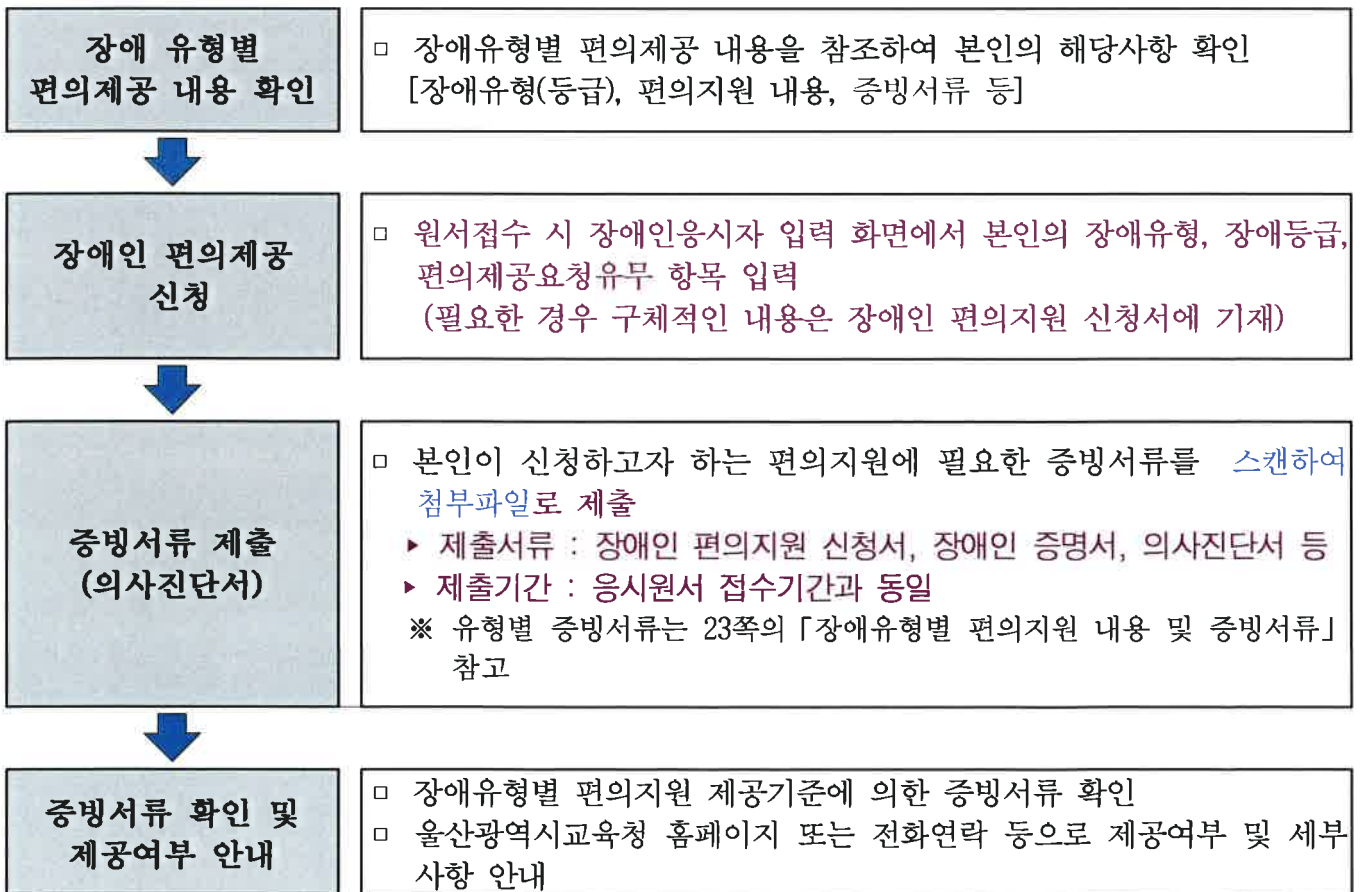 장애 유형별
편의제공 내용 확인
□ 장애유형별 편의제공 내용을 참조하여 본인의 해당사항 확인
[장애유형(등급), 편의지원 내용, 증빙서류 등]
장애인 편의제공
신청
□ 원서접수 시 장애인응시자 입력 화면에서 본인의 장애유형, 장애등급,
편의제공요청유무 항목 입력
(필요한 경우 구체적인 내용은 장애인 편의지원 신청서에 기재)
증빙서류 제출
(의사진단서)
□ 본인이 신청하고자 하는 편의지원에 필요한 증빙서류를 스캔하여
첨부파일로 제출
▸ 제출서류 : 장애인 편의지원 신청서, 장애인 증명서, 의사진단서 등
▸ 제출기간 : 응시원서 접수기간과 동일
※ 유형별 증빙서류는 23쪽의 「장애유형별 편의지원 내용 및 증빙서류」
참고
증빙서류 확인 및
제공여부 안내
□ 장애유형별 편의지원 제공기준에 의한 증빙서류 확인
□ 울산광역시교육청 홈페이지 또는 전화연락 등으로 제공여부 및 세부
사항 안내